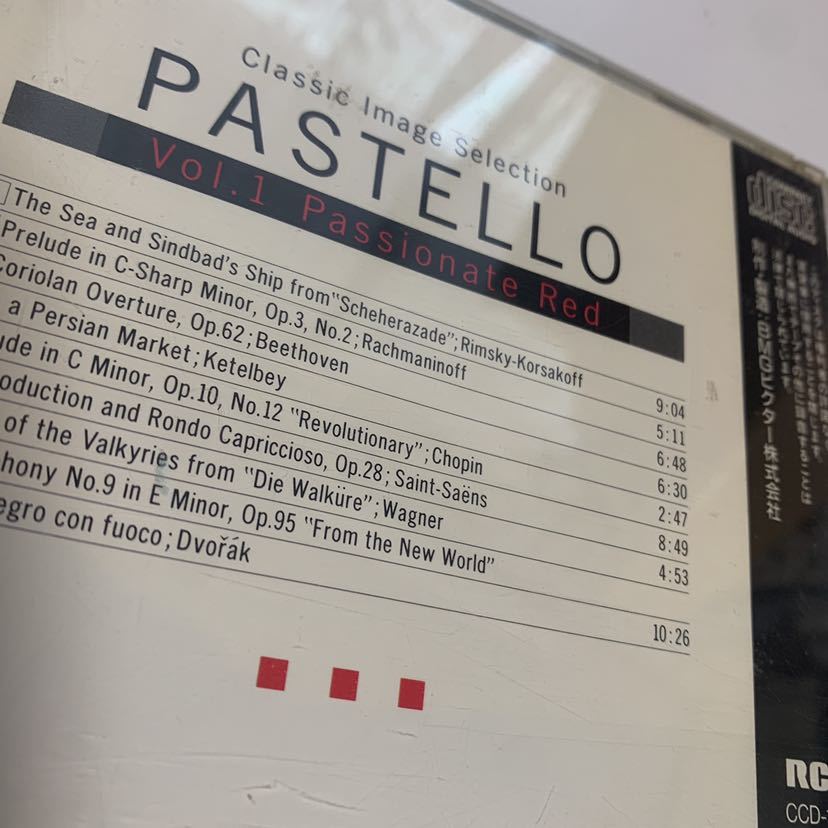 Classic Image Selection
PASTELLO
Vol.1 Passionate Red
The Sea and Sindbad's Ship from "Scheherazade"; Rimsky-Korsakoff 9:04
Prelude in C-Sharp Minor, Op.3, No.2; Rachmaninoff 5:11
Coriolan Overture, Op.62; Beethoven 6:48
a Persian Market; Ketelbey 6:30
ude in C Minor, Op.10, No.12 "Revolutionary"; Chopin 2:47
oduction and Rondo Capriccioso, Op.28; Saint-Saëns 8:49
of the Valkyries from "Die Walküre"; Wagner 4:53
hony No.9 in E Minor, Op.95 "From the New World"
egro con fuoco; Dvořák 10:26
制作・製造:BMGビクター株式会社
RC
CCD-